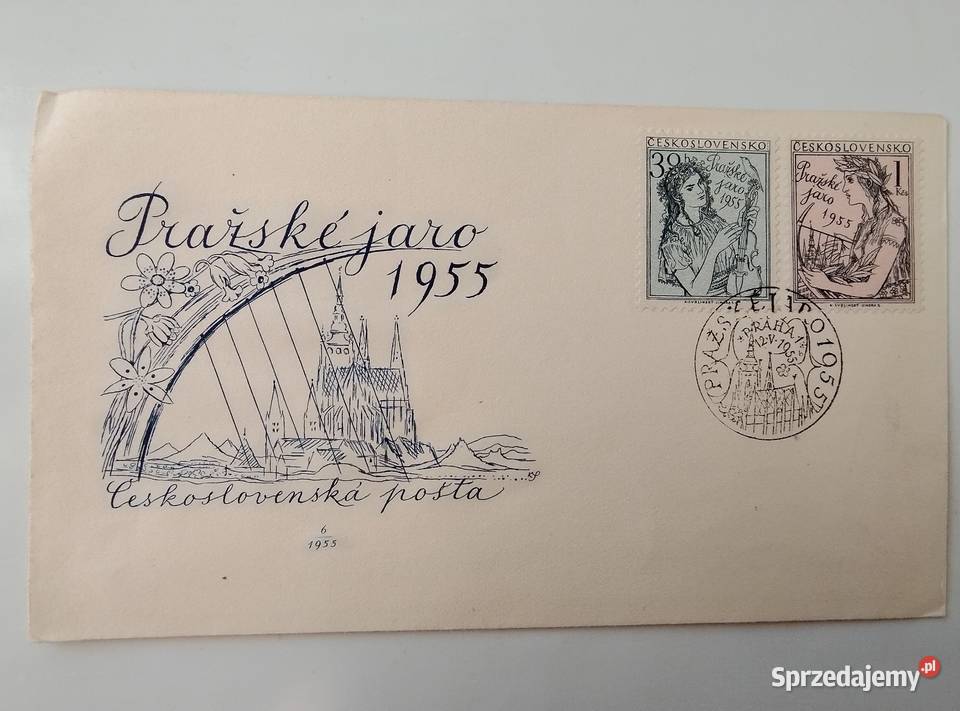 Pražské jaro
1955
Československá pošta
6
1955
ČESKOSLOVENSKO
30h
Pražské
jaro
1955
ČESKOSLOVENSKO
1
Kčs
Pražské
jaro
1955
PRAHA 1
12.V.1955
1955
Sprzedajemy.pl